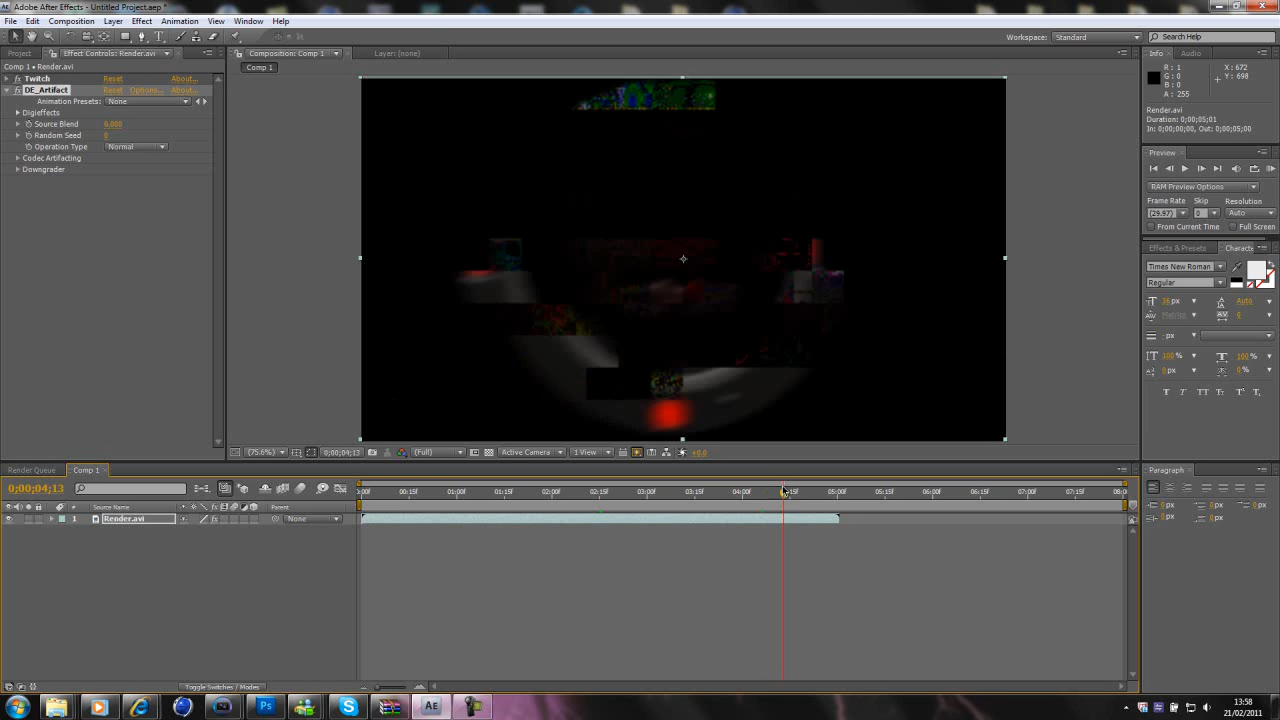 Adobe After Effects - Untitled Project.aep *
File Edit Composition Layer Effect Animation View Window Help
Workspace: Standard Search Help
Project Effect Controls: Render.avi Composition: Comp 1 Layer: (none) Info Audio
Comp 1 • Render.avi
Comp 1
Twitch Reset About...
DE_Artifact Reset Options... About...
Animation Presets: None
Digieffects
Source Blend 0.000
Random Seed 0
Operation Type Normal
Codec Artifacting
Downgrader
R: 1
G: 0
B: 0
A: 255
X: 672
Y: 698
Render.avi
Duration: 0;00;05;01
In: 0;00;00;00, Out: 0;00;05;00
Preview
RAM Preview Options
Frame Rate Skip Resolution
(29.97) 0 Auto
From Current Time Full Screen
Effects & Presets Characte
Times New Roman
Regular
36 px Auto
Metrics 0
- px
100 % 100 %
0 px 0 %
T T TT Tr T T
(75.6%) 0;00;04;13 (Full) Active Camera 1 View +0.0
Render Queue Comp 1 Paragraph
0;00;04;13
:00f 00:15f 01:00f 01:15f 02:00f 02:15f 03:00f 03:15f 04:00f 05:00f 05:15f 06:00f 06:15f 07:00f 07:15f 08:0
# Source Name fx Parent
1 Render.avi fx None
0 px 0 px 0 px
0 px 0 px
Toggle Switches / Modes
Ps Ae
13:58
21/02/2011